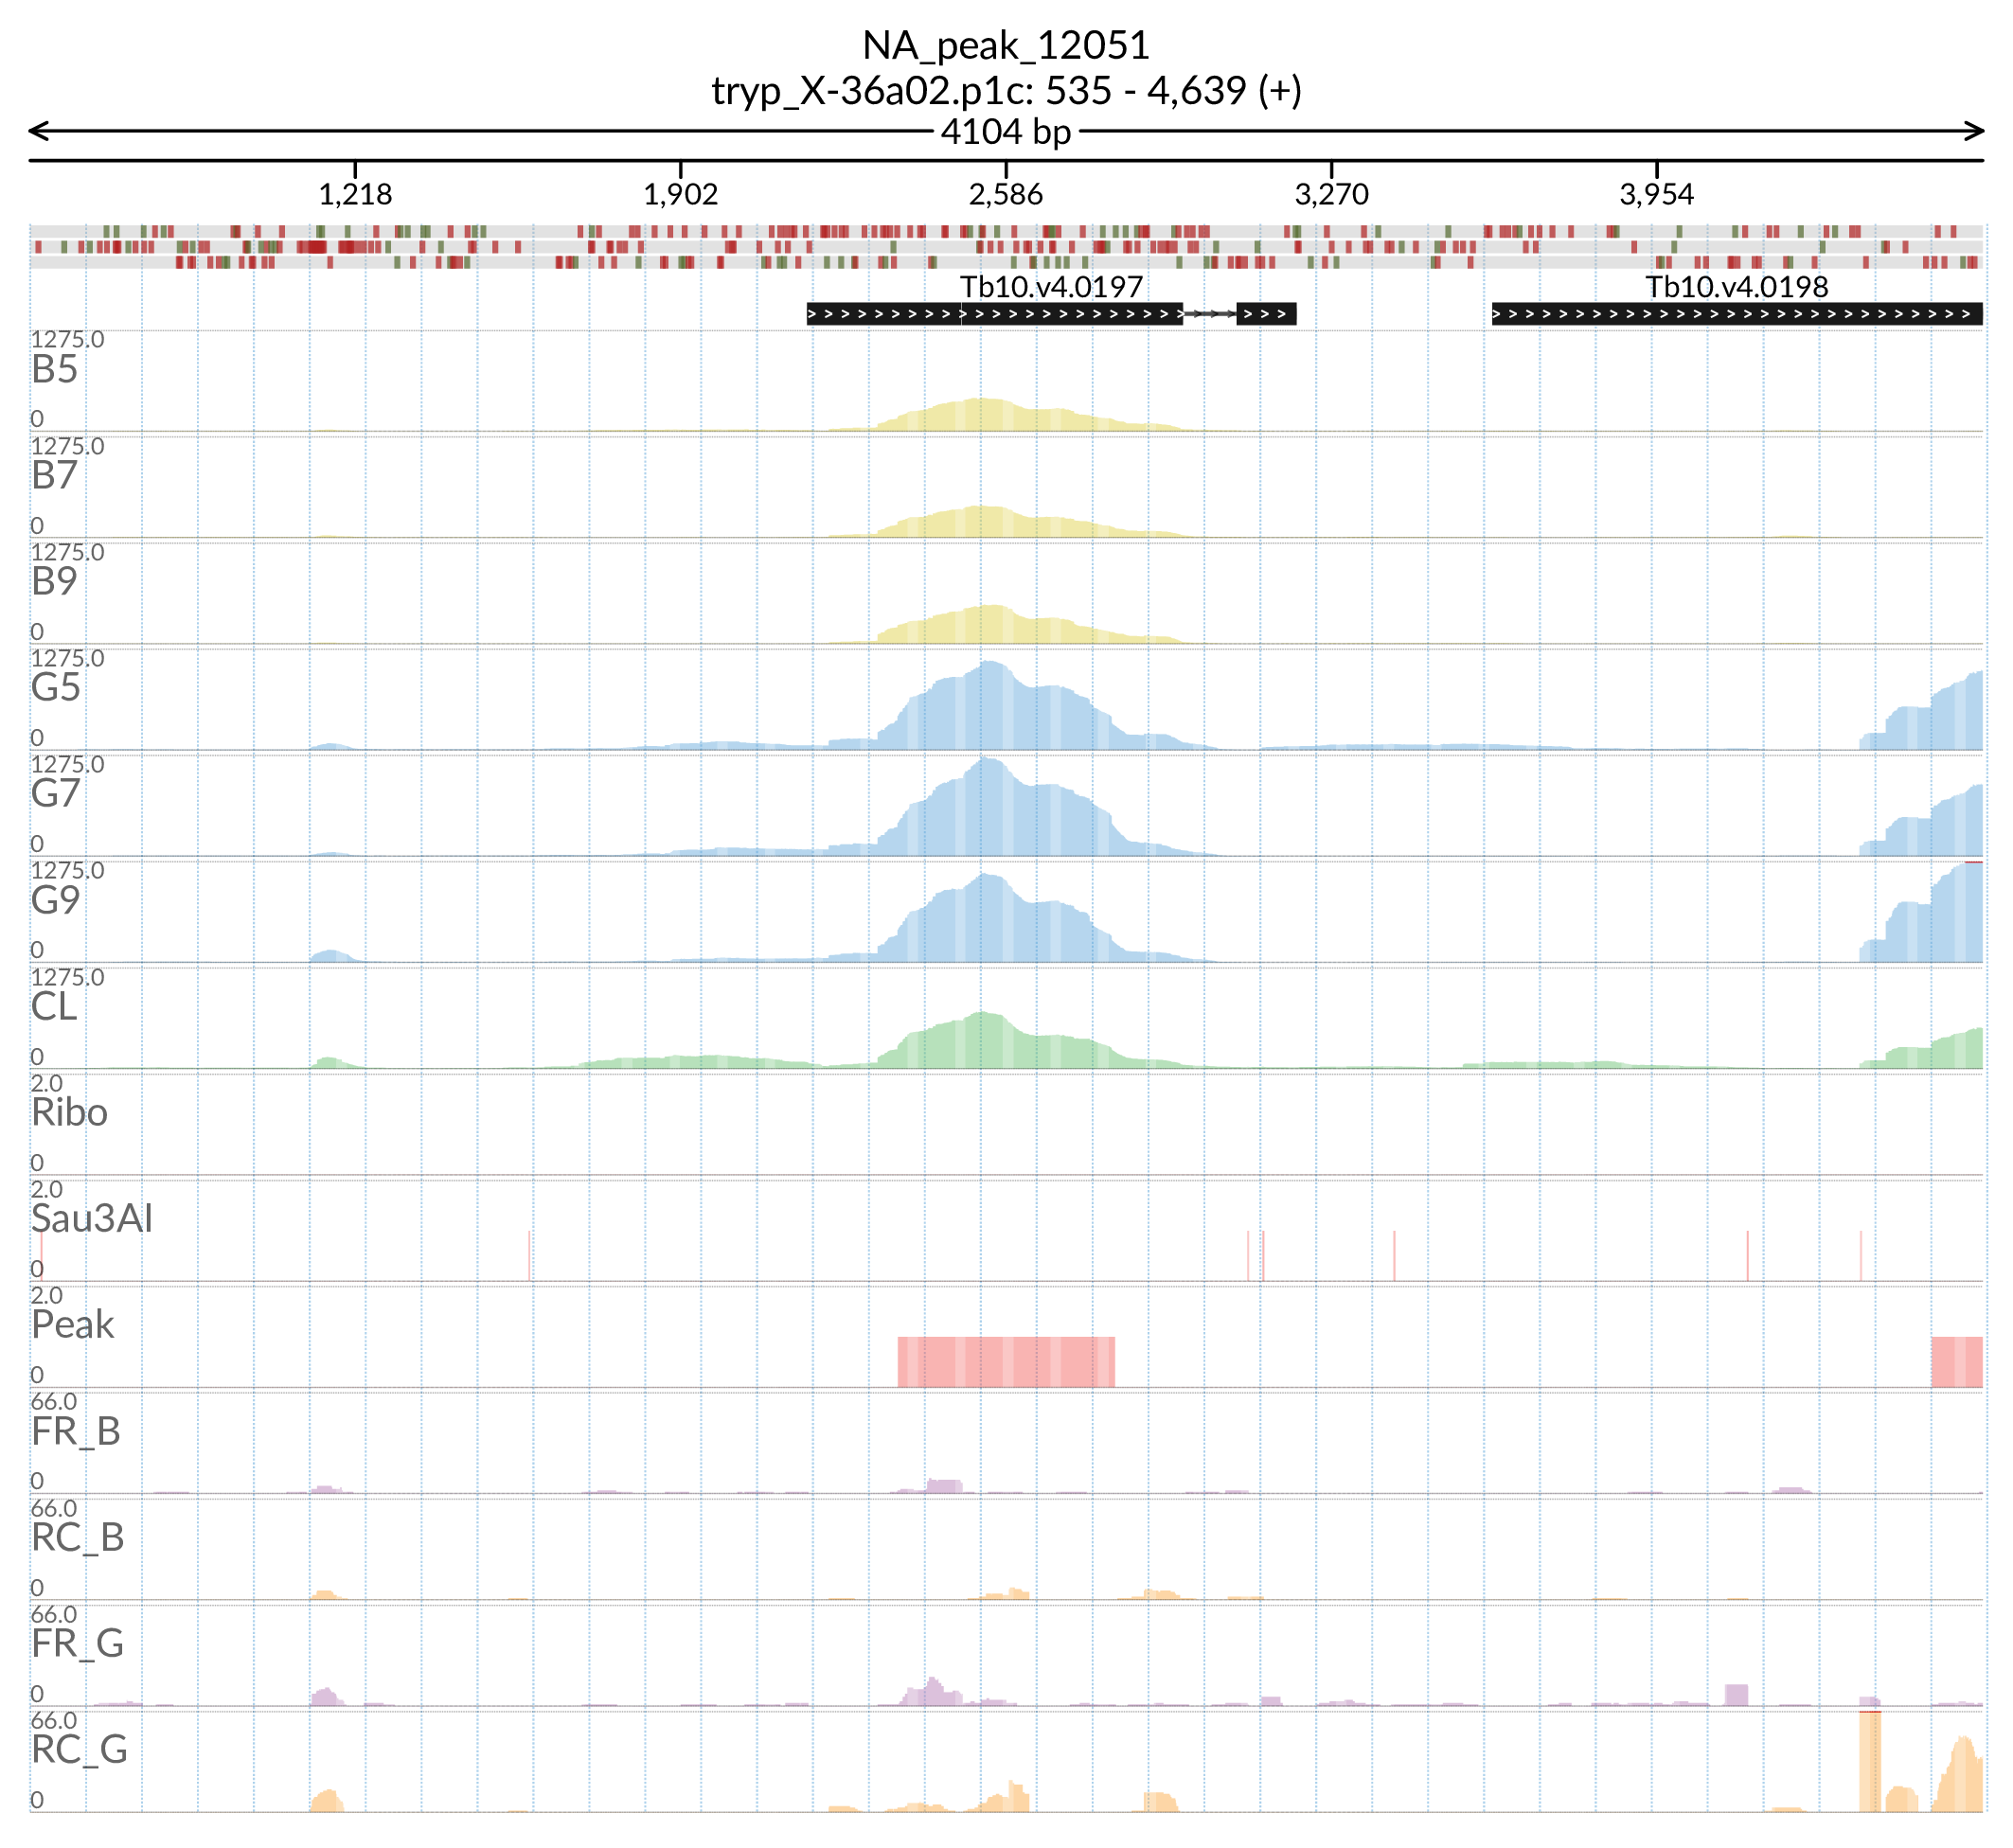 NA_peak_12051
tryp_X-36a02.p1c: 535 - 4,639 (+)
4104 bp
1,218 1,902 2,586 3,270 3,954
Tb10.v4.0197 Tb10.v4.0198
1275.0
B5
0
1275.0
B7
0
1275.0
B9
0
1275.0
G5
0
1275.0
G7
0
1275.0
G9
0
1275.0
CL
0
2.0
Ribo
0
2.0
Sau3AI
0
2.0
Peak
0
66.0
FR_B
0
66.0
RC_B
0
66.0
FR_G
0
66.0
RC_G
0